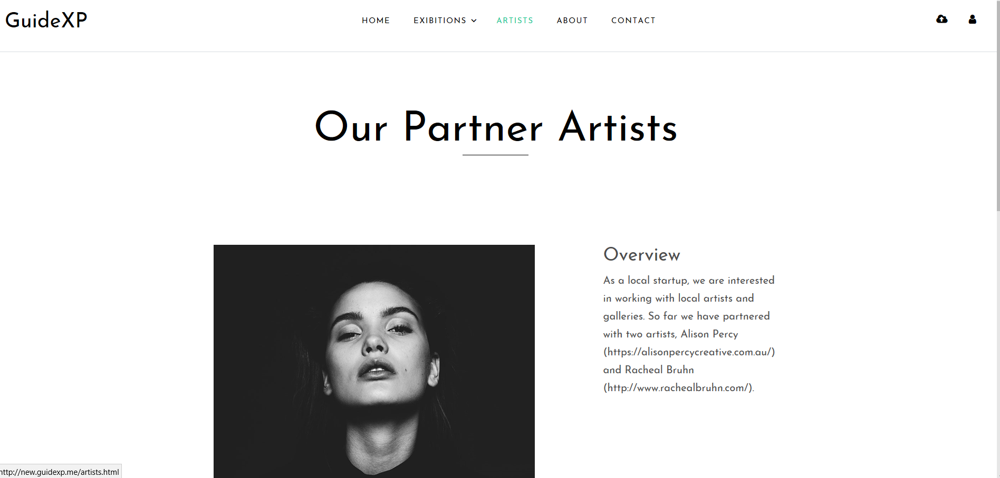 GuideXP
HOME
EXIBITIONS
ARTISTS
ABOUT
CONTACT
Our Partner Artists
Overview
As a local startup, we are interested
in working with local artists and
galleries. So far we have partnered
with two artists, Alison Percy
(https://alisonpercycreative.com.au/)
and Racheal Bruhn
(http://www.rachealbruhn.com/).
http://new.guidexp.me/artists.html